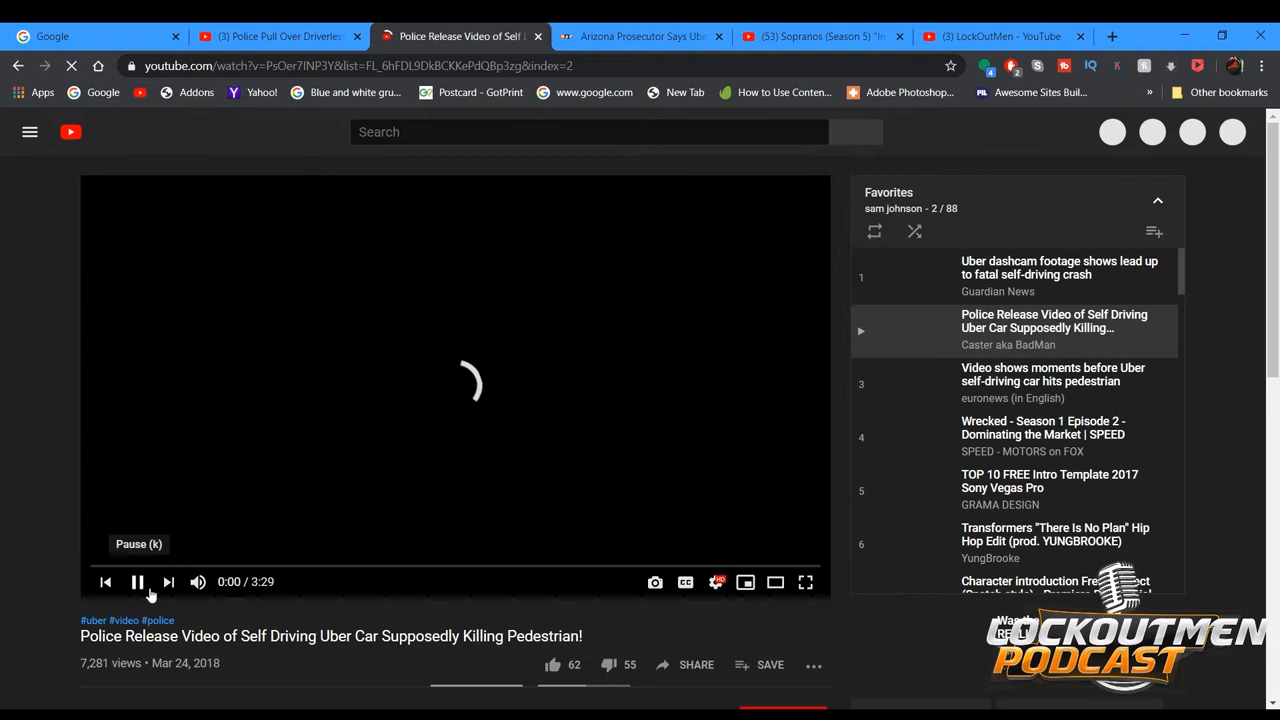 Google
(3) Police Pull Over Driverles
Police Release Video of Self
Arizona Prosecutor Says Ube
(53) Sopranos (Season 5) "In
(3) LockOutMen - YouTube
youtube.com/watch?v=PsOer7INP3Y&list=FL_6hFDL9DkBCKKePdQBp3zg&index=2
4
2
IQ
K
Apps
Google
Addons
Yahoo!
Blue and white gru...
Postcard - GotPrint
www.google.com
New Tab
How to Use Conten...
Adobe Photoshop...
Awesome Sites Buil...
»
Other bookmarks
Search
Favorites
sam johnson - 2 / 88
1
Uber dashcam footage shows lead up
to fatal self-driving crash
Guardian News
Police Release Video of Self Driving
Uber Car Supposedly Killing...
Caster aka BadMan
3
Video shows moments before Uber
self-driving car hits pedestrian
euronews (in English)
4
Wrecked - Season 1 Episode 2 -
Dominating the Market | SPEED
SPEED - MOTORS on FOX
5
TOP 10 FREE Intro Template 2017
Sony Vegas Pro
GRAMA DESIGN
6
Transformers "There Is No Plan" Hip
Hop Edit (prod. YUNGBROOKE)
YungBrooke
Character introduction
Pause (k)
0:00 / 3:29
CC
HD
#uber #video #police
Police Release Video of Self Driving Uber Car Supposedly Killing Pedestrian!
7,281 views • Mar 24, 2018
62
55
SHARE
SAVE
Was the
LOCKOUTMEN
PODCAST